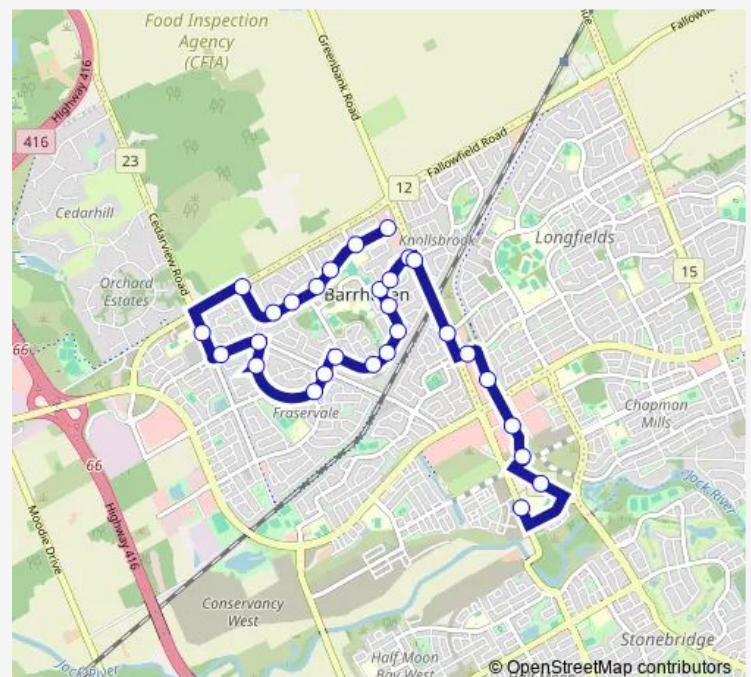 Food Inspection
Agency
(CFIA)
Highway 416
416
23
Greenbank Road
Fallowfield Road
12
Cedarhill
Cedarview Road
Knollsbrook
Longfields
Orchard
Estates
15
Barrhaven
66
Fraservale
Chapman
Mills
66
Jock River
Moodie Drive
Highway 416
Conservancy
West
Stonebridge
Half Moon
Bay West
Jock River
© OpenStreetMap contributors